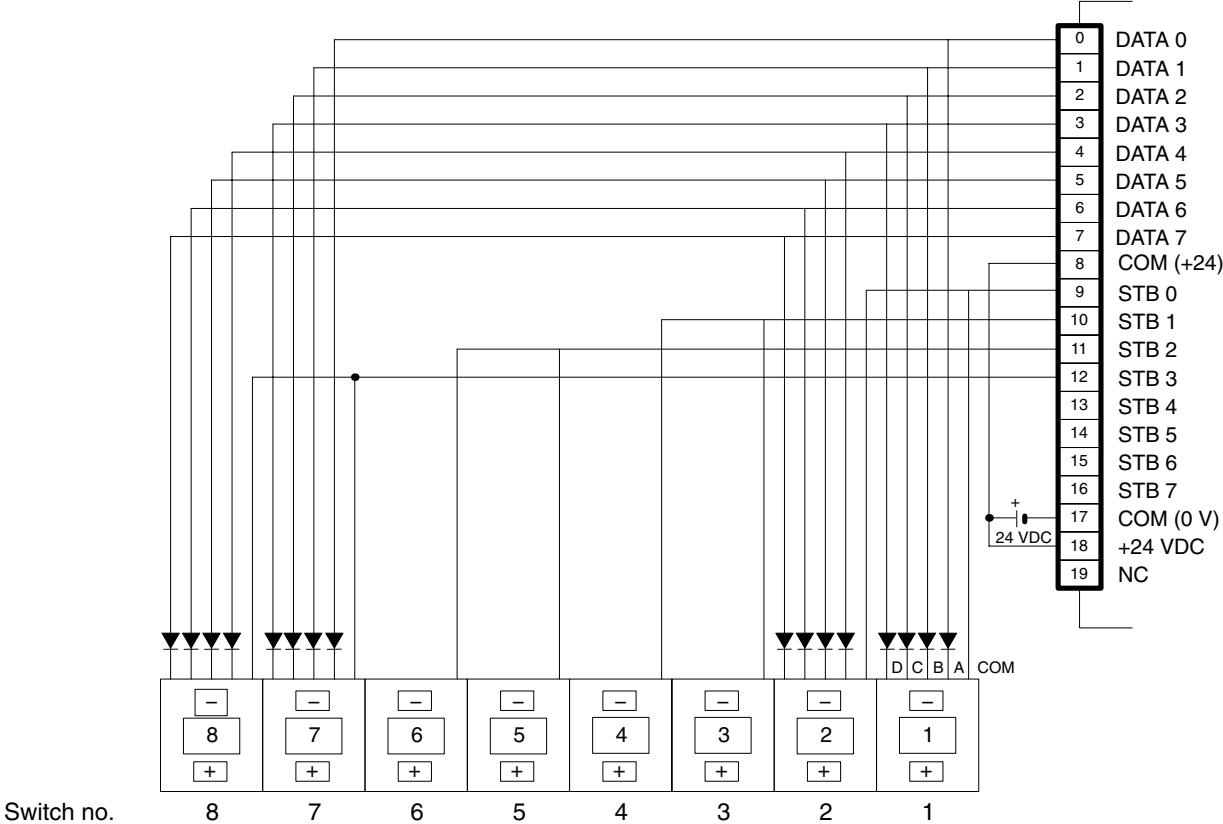 0 DATA 0
1 DATA 1
2 DATA 2
3 DATA 3
4 DATA 4
5 DATA 5
6 DATA 6
7 DATA 7
8 COM (+24)
9 STB 0
10 STB 1
11 STB 2
12 STB 3
13 STB 4
14 STB 5
15 STB 6
16 STB 7
+
17 COM (0 V)
24 VDC
18 +24 VDC
19 NC
D C B A COM
– – – – – – – –
8 7 6 5 4 3 2 1
+ + + + + + + +
Switch no. 8 7 6 5 4 3 2 1